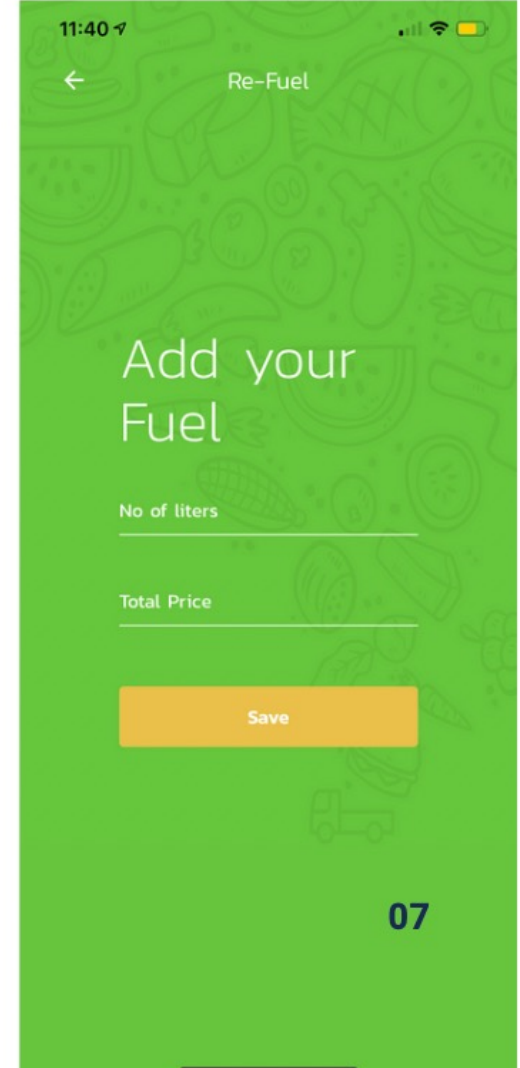 11:40
Re-Fuel
Add your
Fuel
No of liters
Total Price
Save
07